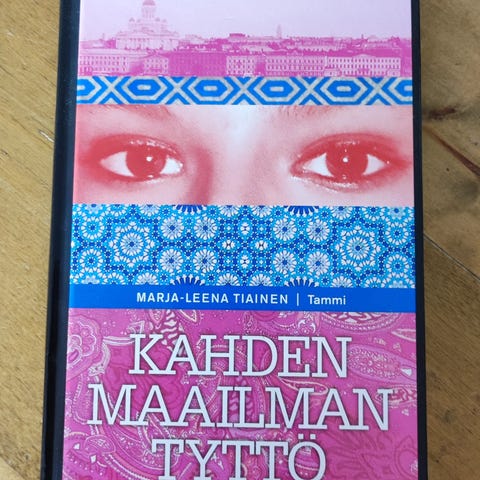 MARJA-LEENA TIAINEN | Tammi
KAHDEN
MAAILMAN
TYTTÖ